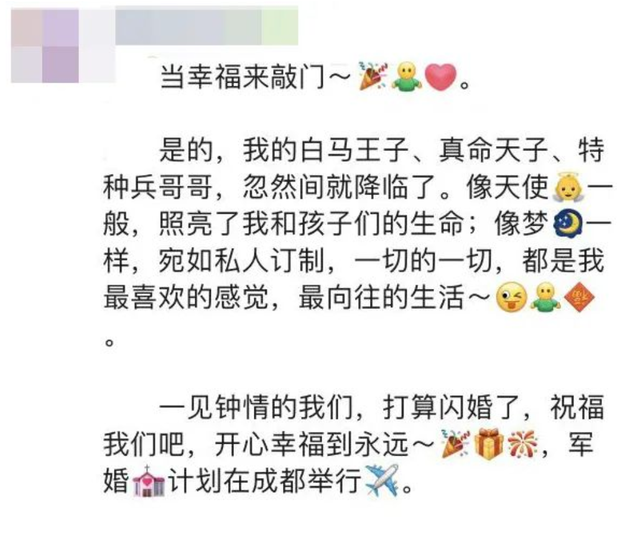 当幸福来敲门～🎉🤗❤️。
是的，我的白马王子、真命天子、特
种兵哥哥，忽然间就降临了。像天使👼一
般，照亮了我和孩子们的生命；像梦🌙一
样，宛如私人订制，一切的一切，都是我
最喜欢的感觉，最向往的生活～😜🤗福
。
一见钟情的我们，打算闪婚了，祝福
我们吧，开心幸福到永远～🎉🎁🎆，军
婚💒计划在成都举行✈️。